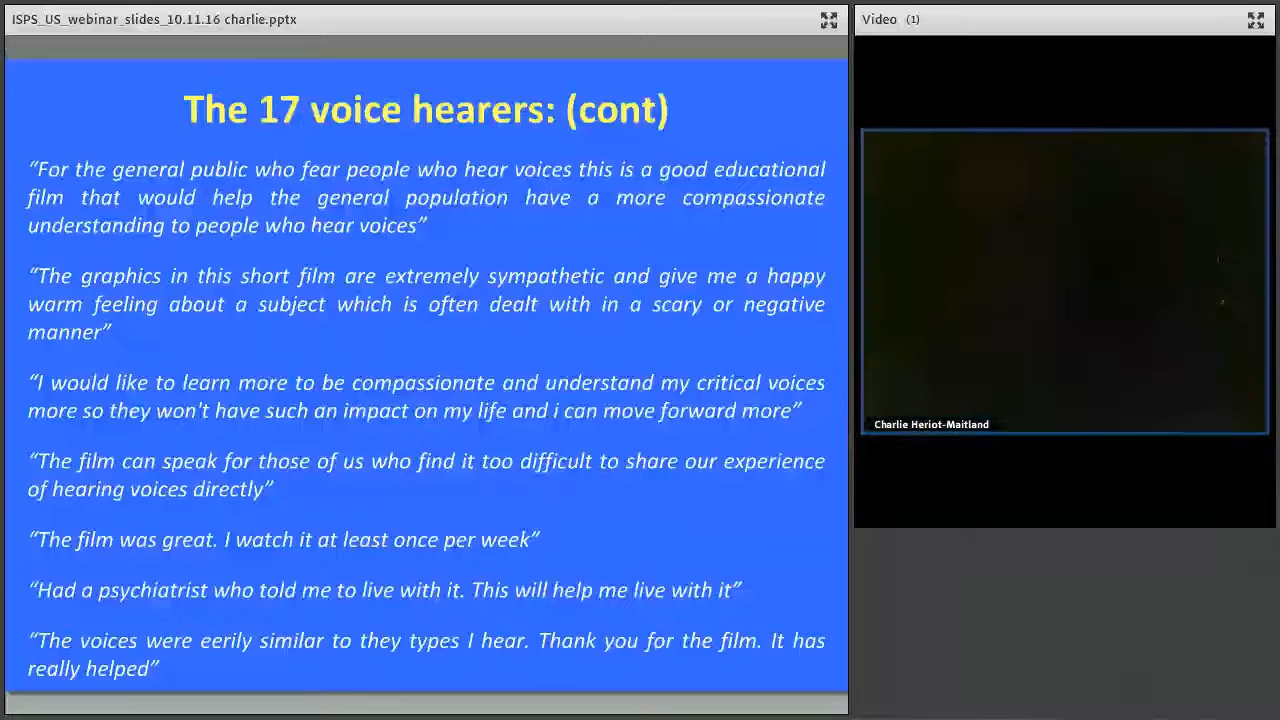 ISPS_US_webinar_slides_10.11.16 charlie.pptx
Video (1)
The 17 voice hearers: (cont)
“For the general public who fear people who hear voices this is a good educational
film that would help the general population have a more compassionate
understanding to people who hear voices”
“The graphics in this short film are extremely sympathetic and give me a happy
warm feeling about a subject which is often dealt with in a scary or negative
manner”
“I would like to learn more to be compassionate and understand my critical voices
more so they won't have such an impact on my life and i can move forward more”
“The film can speak for those of us who find it too difficult to share our experience
of hearing voices directly”
“The film was great. I watch it at least once per week”
“Had a psychiatrist who told me to live with it. This will help me live with it”
“The voices were eerily similar to they types I hear. Thank you for the film. It has
really helped”
Charlie Heriot-Maitland